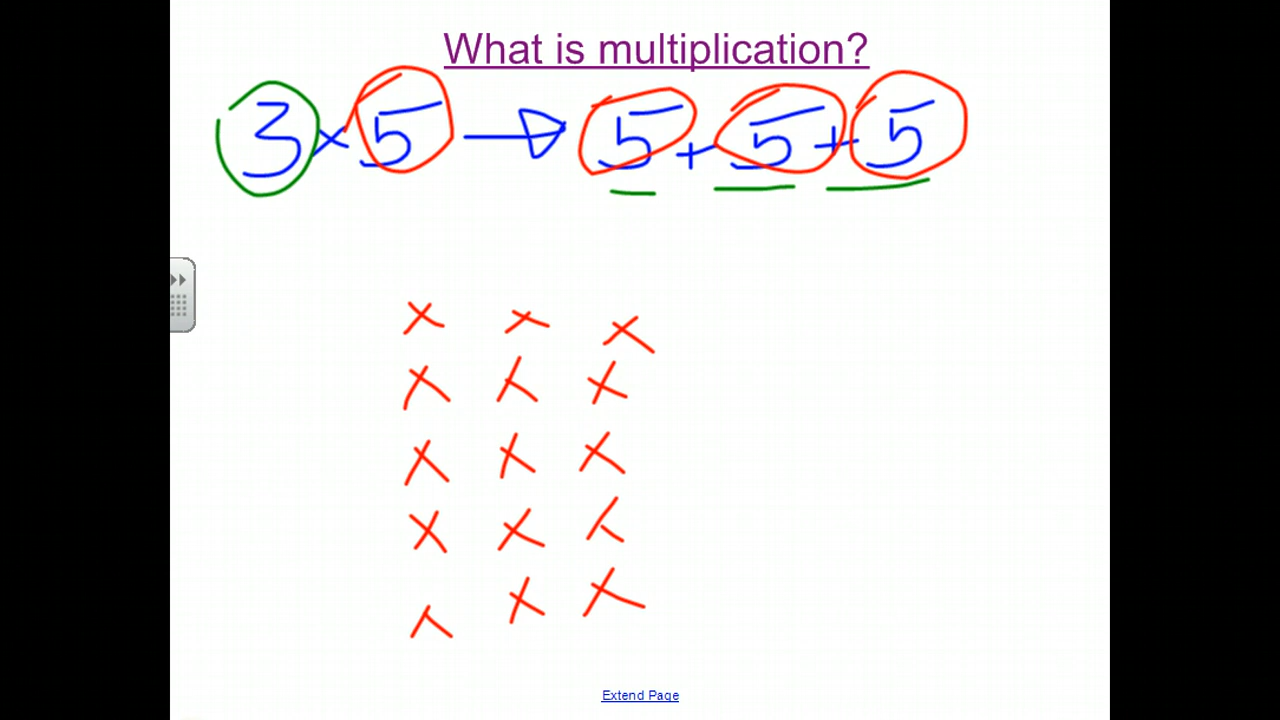 What is multiplication?
3 x 5 → 5 + 5 + 5
x x x
x x x
x x x
x x x
x x x
Extend Page